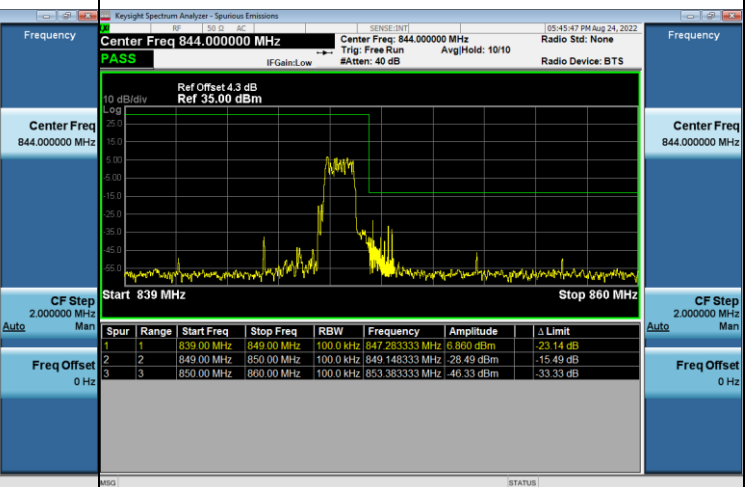 Keysight Spectrum Analyzer - Spurious Emissions
RF 50 Ω AC SENSE:INT 05:45:47 PM Aug 24, 2022
Center Freq 844.000000 MHz
Center Freq: 844.000000 MHz Radio Std: None
PASS
Trig: Free Run Avg|Hold: 10/10
IFGain:Low #Atten: 40 dB Radio Device: BTS
Ref Offset 4.3 dB
10 dB/div Ref 35.00 dBm
Log
25.0
15.0
5.00
-5.00
-15.0
-25.0
-35.0
-45.0
-55.0
Start 839 MHz Stop 860 MHz
Spur Range Start Freq Stop Freq RBW Frequency Amplitude Δ Limit
1 1 839.00 MHz 849.00 MHz 100.0 kHz 847.283333 MHz 6.860 dBm -23.14 dB
2 2 849.00 MHz 850.00 MHz 100.0 kHz 849.148333 MHz -28.49 dBm -15.49 dB
3 3 850.00 MHz 860.00 MHz 100.0 kHz 853.383333 MHz -46.33 dBm -33.33 dB
MSG STATUS
Frequency
Center Freq
844.000000 MHz
CF Step
2.000000 MHz
Auto Man
Freq Offset
0 Hz
Frequency
Center Freq
844.000000 MHz
CF Step
2.000000 MHz
Auto Man
Freq Offset
0 Hz